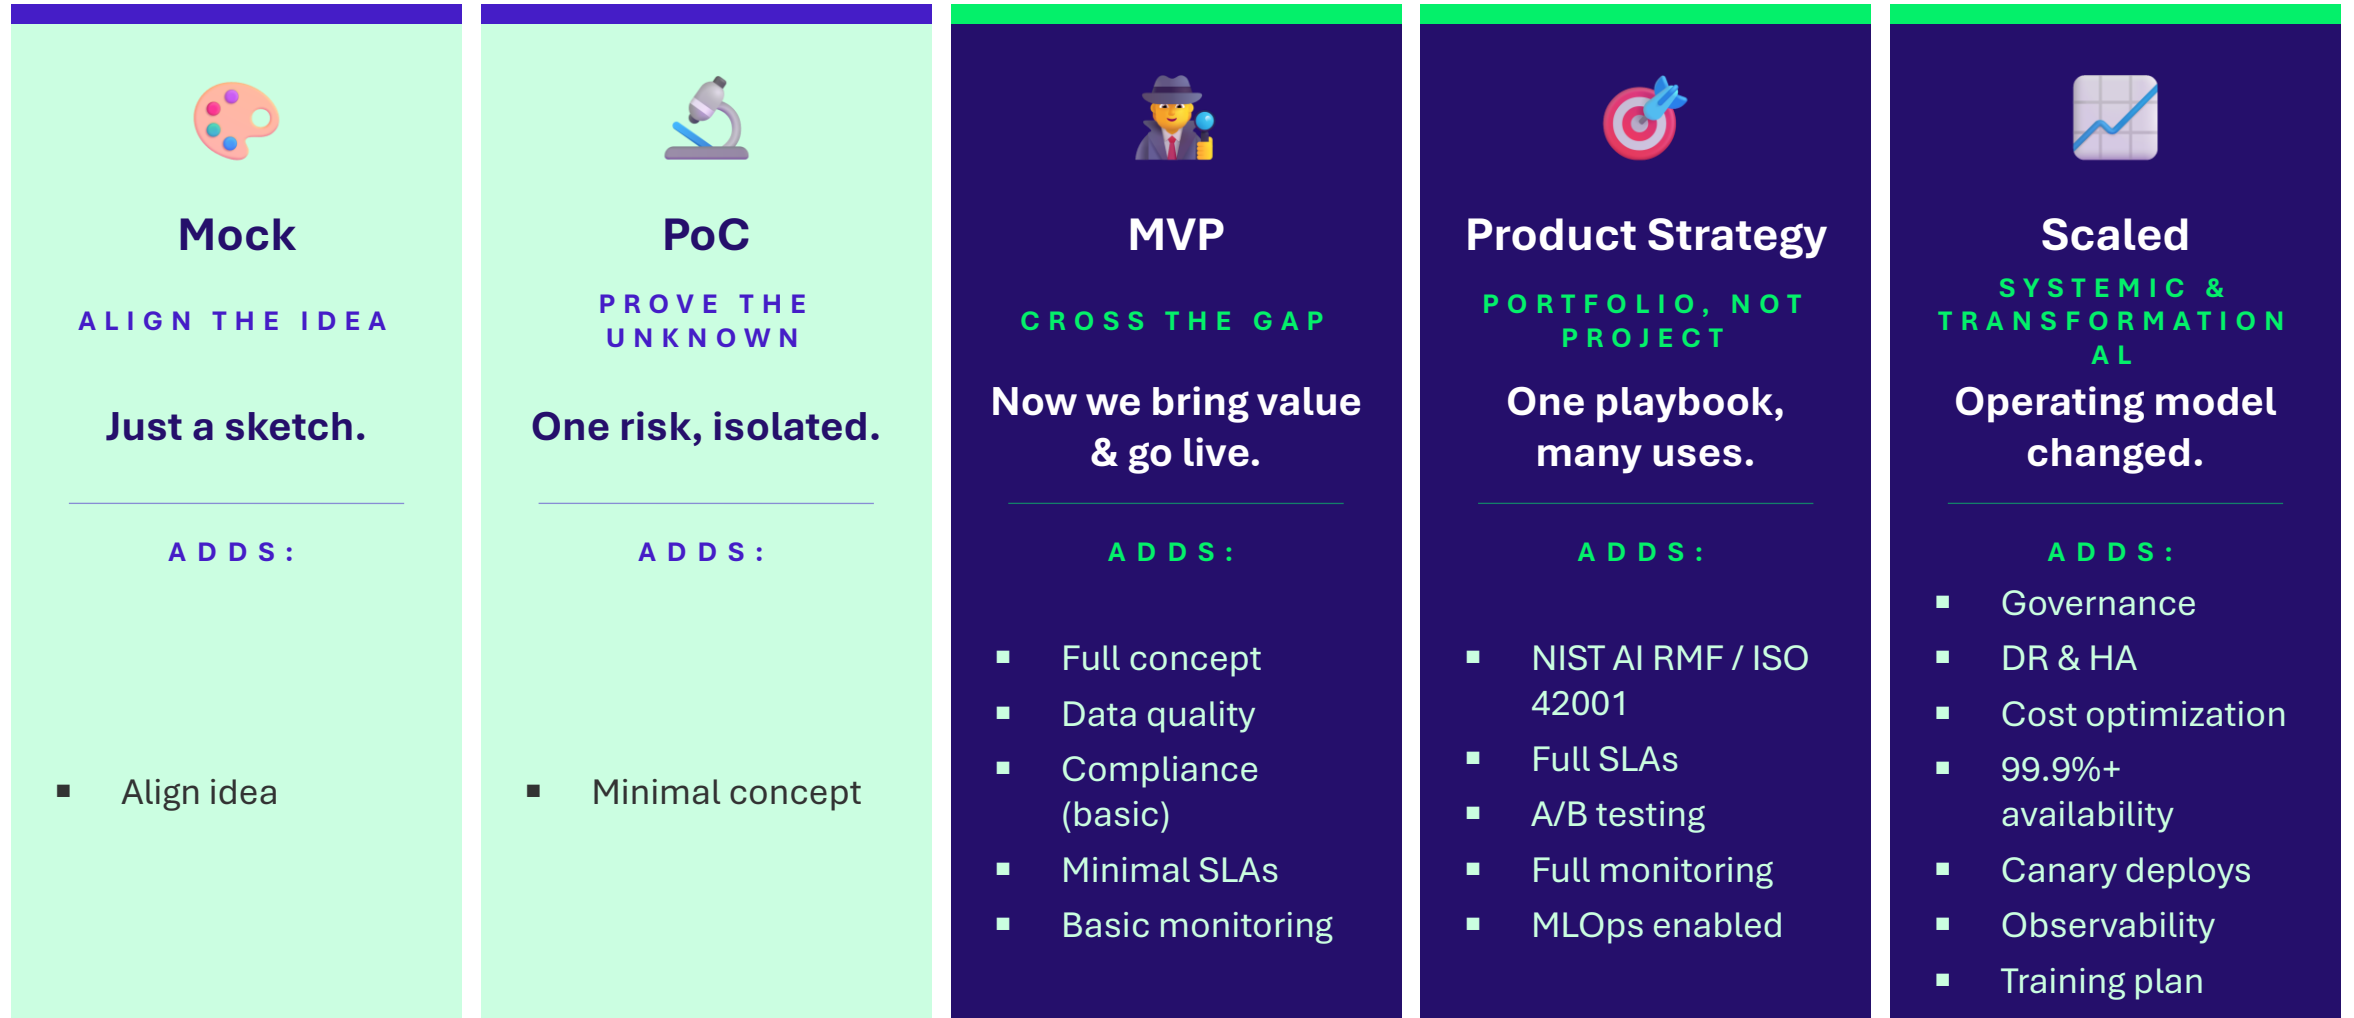 Mock
ALIGN THE IDEA
Just a sketch.
ADDS:
▪ Align idea
PoC
PROVE THE
UNKNOWN
One risk, isolated.
ADDS:
▪ Minimal concept
MVP
CROSS THE GAP
Now we bring value
& go live.
ADDS:
▪ Full concept
▪ Data quality
▪ Compliance
(basic)
▪ Minimal SLAs
▪ Basic monitoring
Product Strategy
PORTFOLIO, NOT
PROJECT
One playbook,
many uses.
ADDS:
▪ NIST AI RMF / ISO
42001
▪ Full SLAs
▪ A/B testing
▪ Full monitoring
▪ MLOps enabled
Scaled
SYSTEMIC &
TRANSFORMATION
AL
Operating model
changed.
ADDS:
▪ Governance
▪ DR & HA
▪ Cost optimization
▪ 99.9%+
availability
▪ Canary deploys
▪ Observability
▪ Training plan